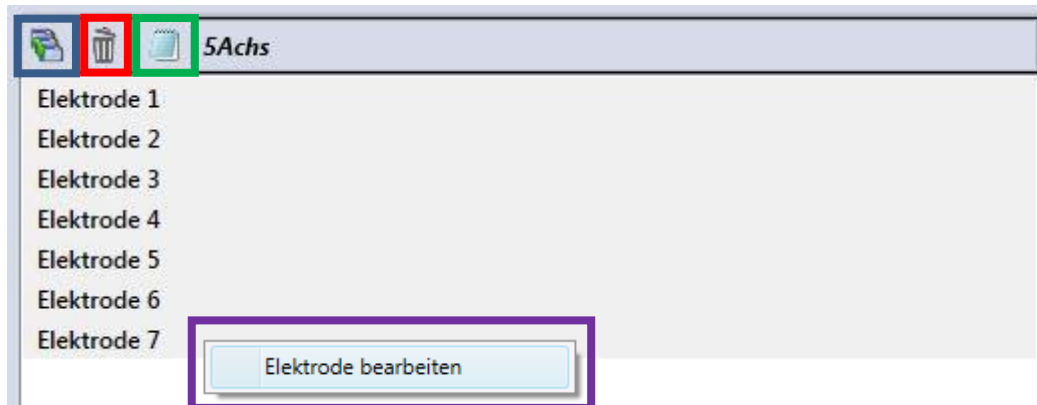 5Achs
Elektrode 1
Elektrode 2
Elektrode 3
Elektrode 4
Elektrode 5
Elektrode 6
Elektrode 7
Elektrode bearbeiten